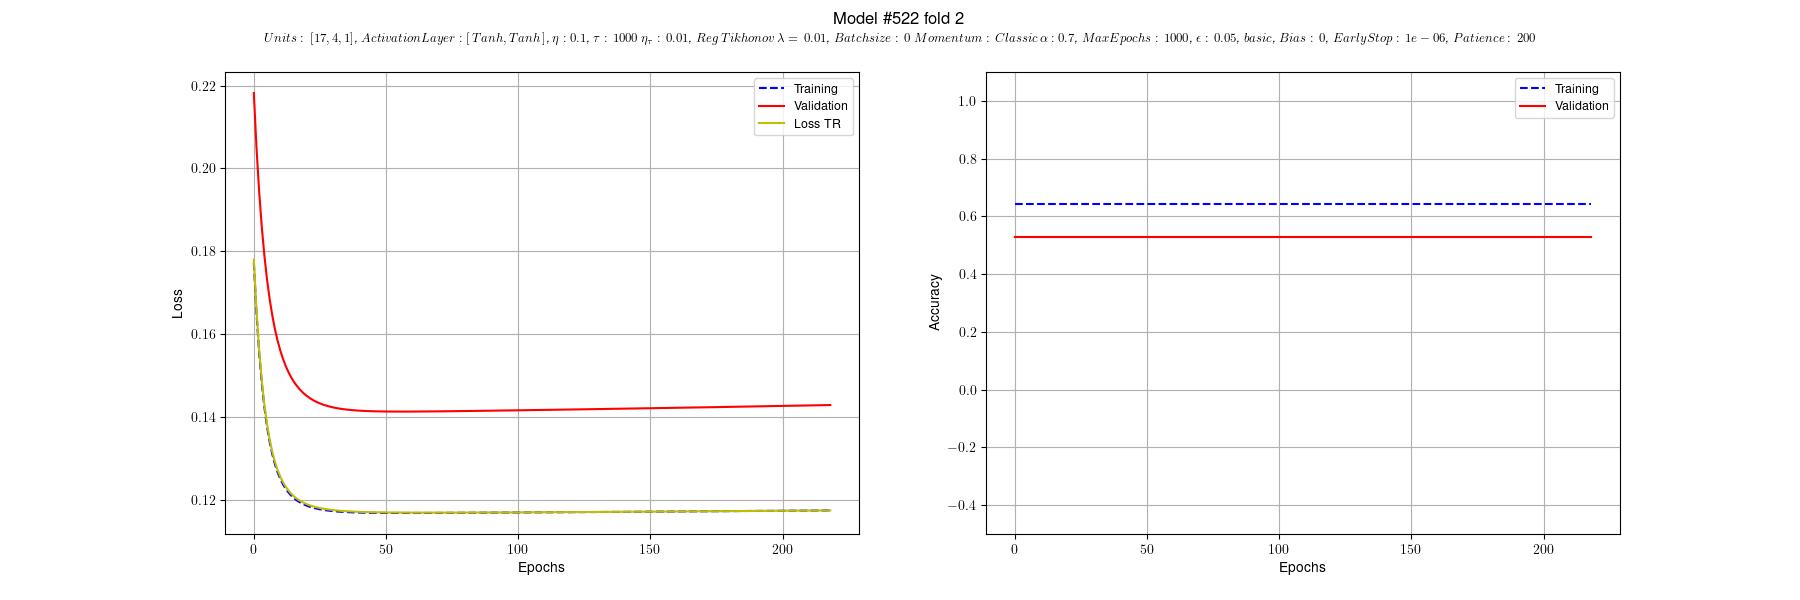 Model #522 fold 2
Units : [17, 4, 1], ActivationLayer : [Tanh, Tanh], η : 0.1, τ : 1000 ητ : 0.01, Reg Tikhonov λ = 0.01, Batchsize : 0 Momentum : Classic α : 0.7, MaxEpochs : 1000, ϵ : 0.05, basic, Bias : 0, EarlyStop : 1e − 06, Patience : 200
0.22
0.20
0.18
0.16
0.14
0.12
Loss
0 50 100 150 200
Epochs
Training
Validation
Loss TR
1.0
0.8
0.6
0.4
0.2
0.0
−0.2
−0.4
Accuracy
0 50 100 150 200
Epochs
Training
Validation